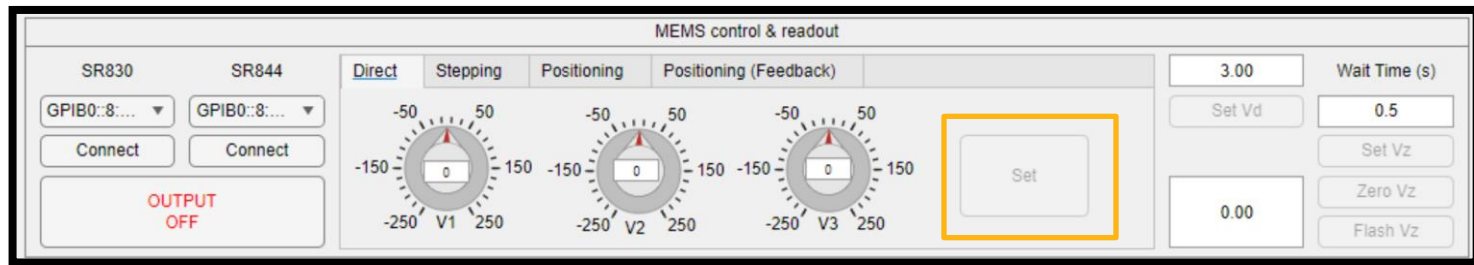 MEMS control & readout
SR830 SR844 Direct Stepping Positioning Positioning (Feedback) 3.00 Wait Time (s)
GPIB0::8:... GPIB0::8:... -50 50 -50 50 -50 50 Set Vd 0.5
Connect Connect -150 0 150 -150 0 150 -150 0 150 Set Set Vz
OUTPUT
OFF
-250 V1 250 -250 V2 250 -250 V3 250 0.00 Zero Vz
Flash Vz